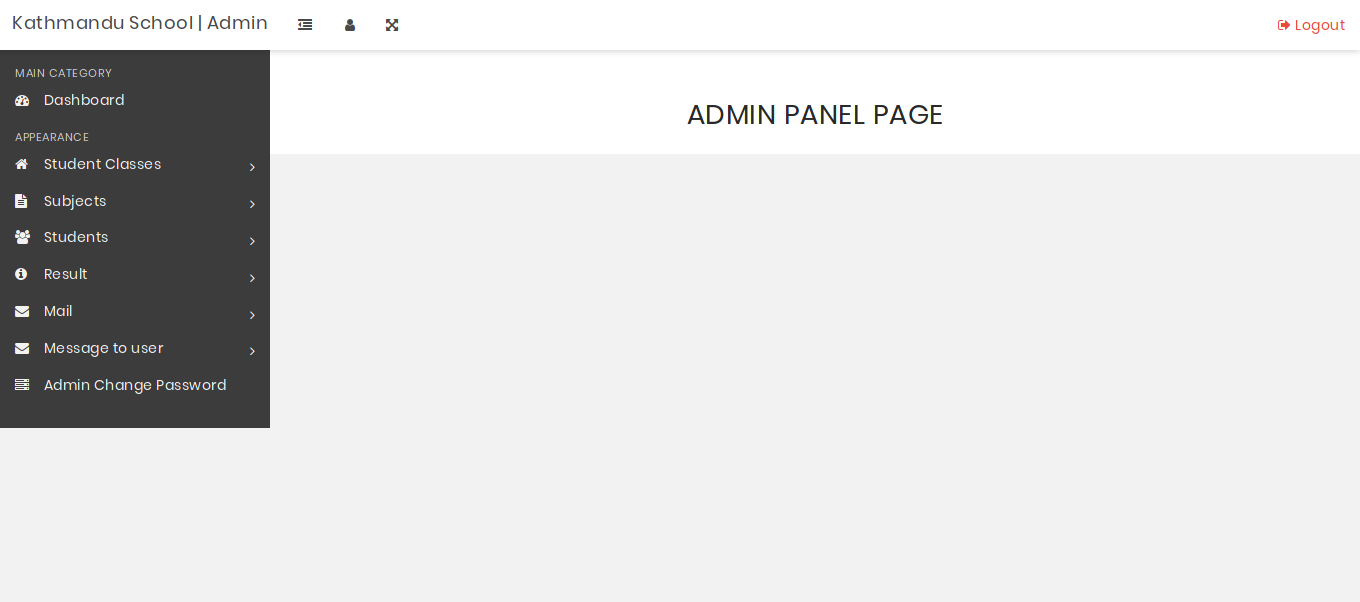 Kathmandu School | Admin
Logout
MAIN CATEGORY
Dashboard
APPEARANCE
Student Classes
Subjects
Students
Result
Mail
Message to user
Admin Change Password
ADMIN PANEL PAGE